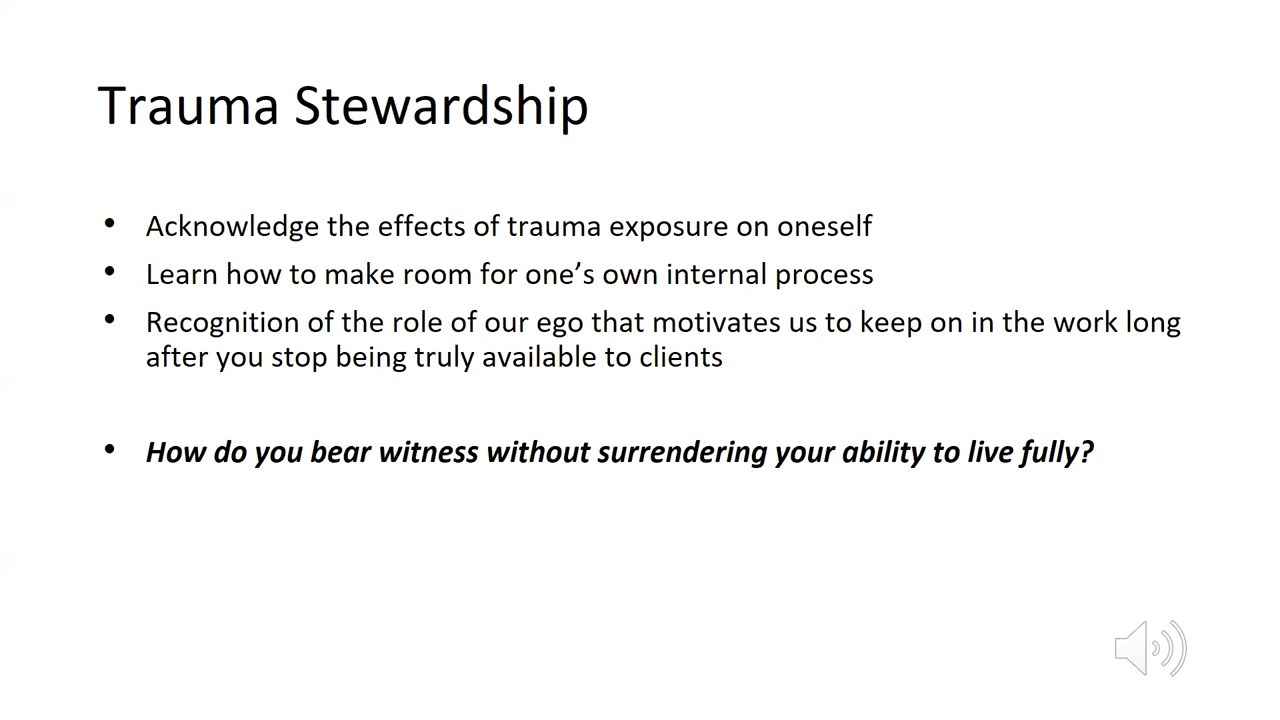 Trauma Stewardship
• Acknowledge the effects of trauma exposure on oneself
• Learn how to make room for one’s own internal process
• Recognition of the role of our ego that motivates us to keep on in the work long
after you stop being truly available to clients
• How do you bear witness without surrendering your ability to live fully?